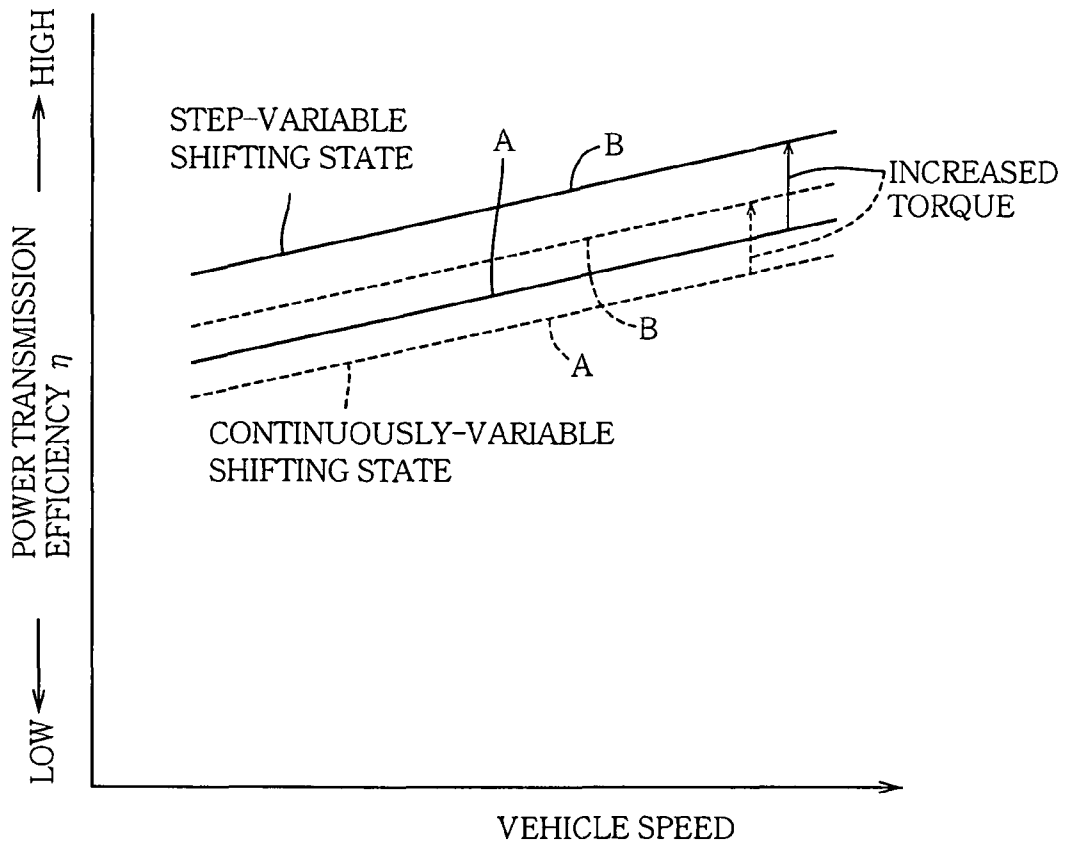 HIGH
POWER TRANSMISSION
EFFICIENCY η
LOW
STEP-VARIABLE
SHIFTING STATE
A
B
INCREASED
TORQUE
B
A
CONTINUOUSLY-VARIABLE
SHIFTING STATE
VEHICLE SPEED